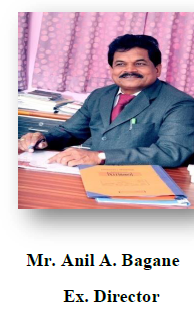 Mr. Anil A. Bagane
Ex. Director